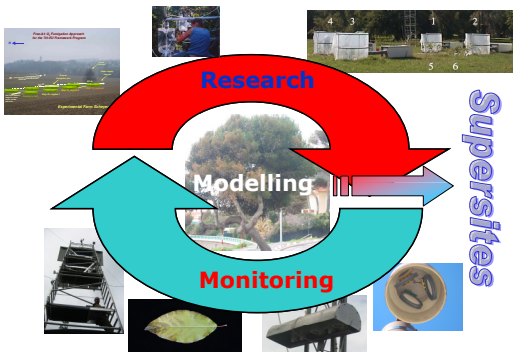 Research
4 3 1 2
5 6
Modelling
Supersites
Monitoring